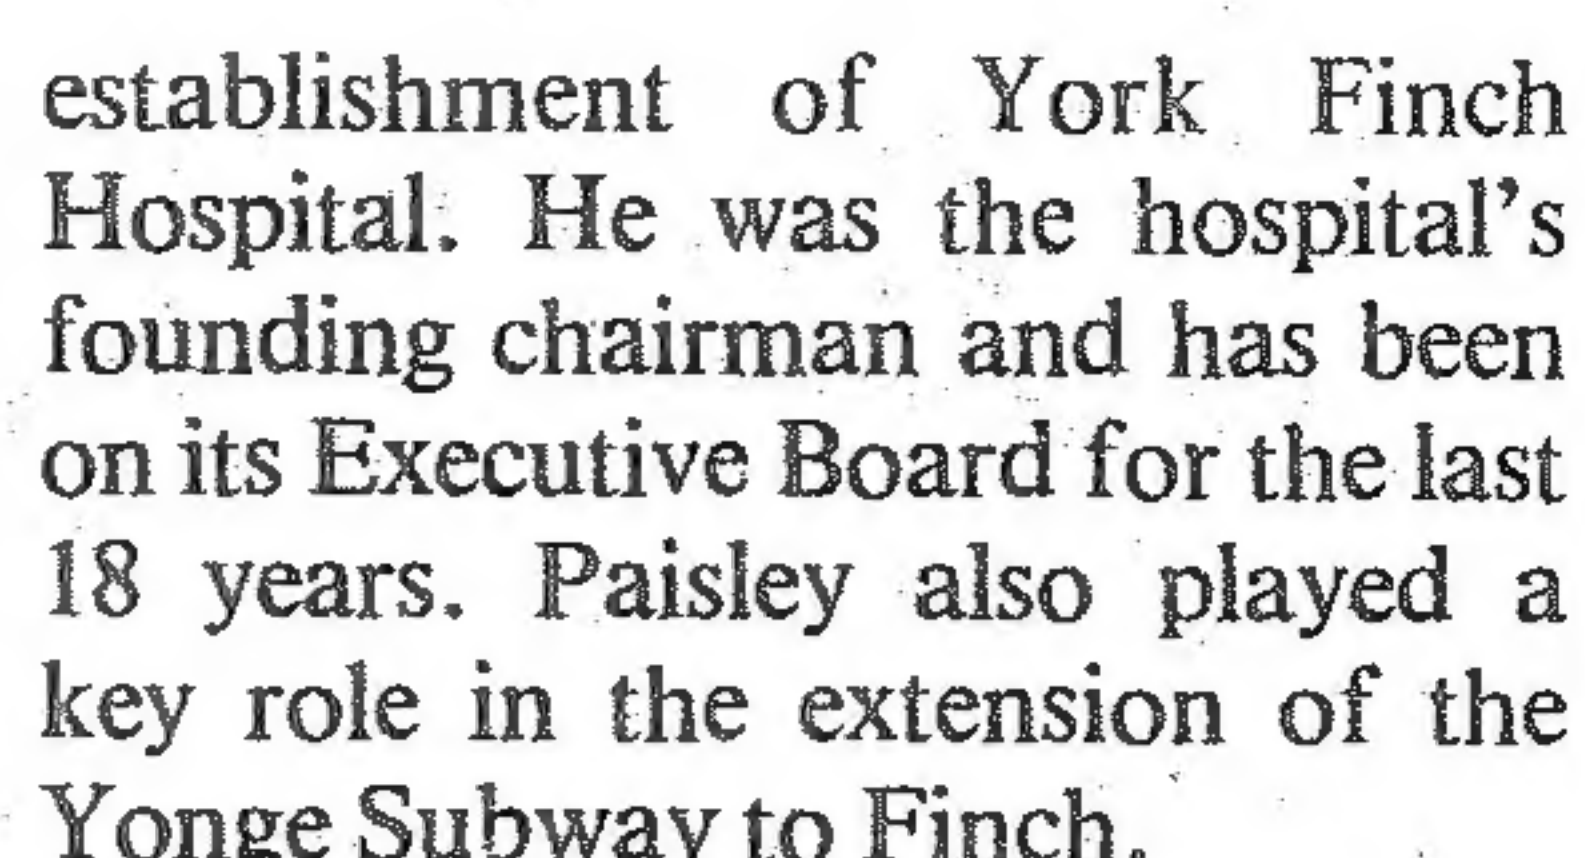 establishment of York Finch
Hospital. He was the hospital's
founding chairman and has been
on its Executive Board for the last
18 years. Paisley also played a
key role in the extension of the
Yonge Subway to Finch.